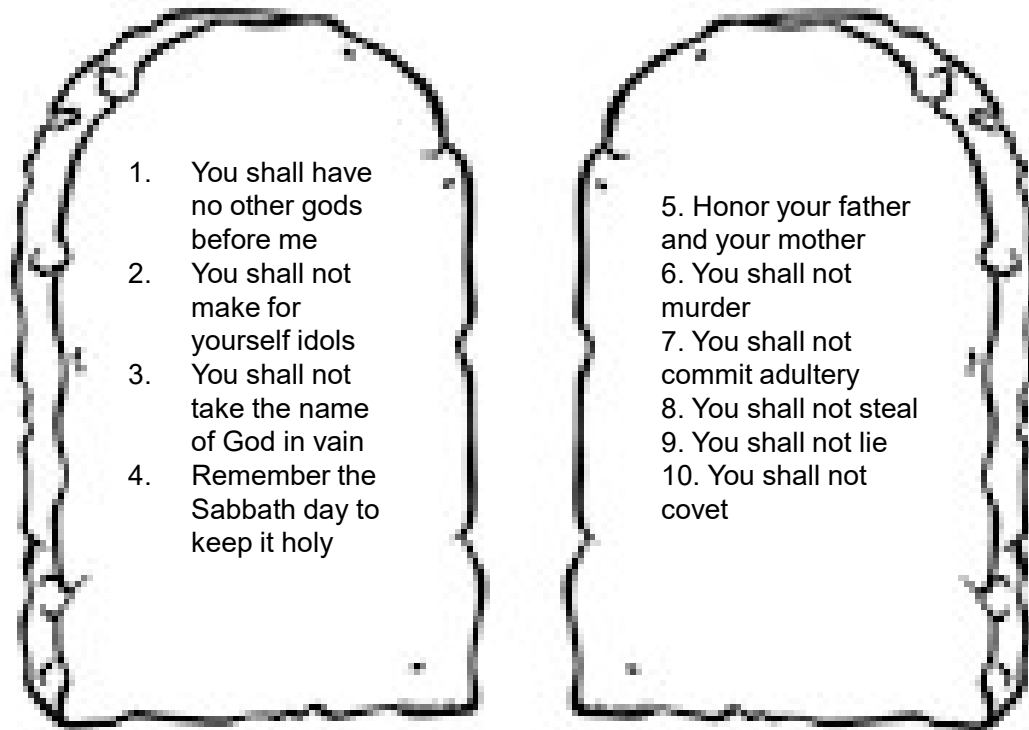 1. You shall have
no other gods
before me
2. You shall not
make for
yourself idols
3. You shall not
take the name
of God in vain
4. Remember the
Sabbath day to
keep it holy
5. Honor your father
and your mother
6. You shall not
murder
7. You shall not
commit adultery
8. You shall not steal
9. You shall not lie
10. You shall not
covet